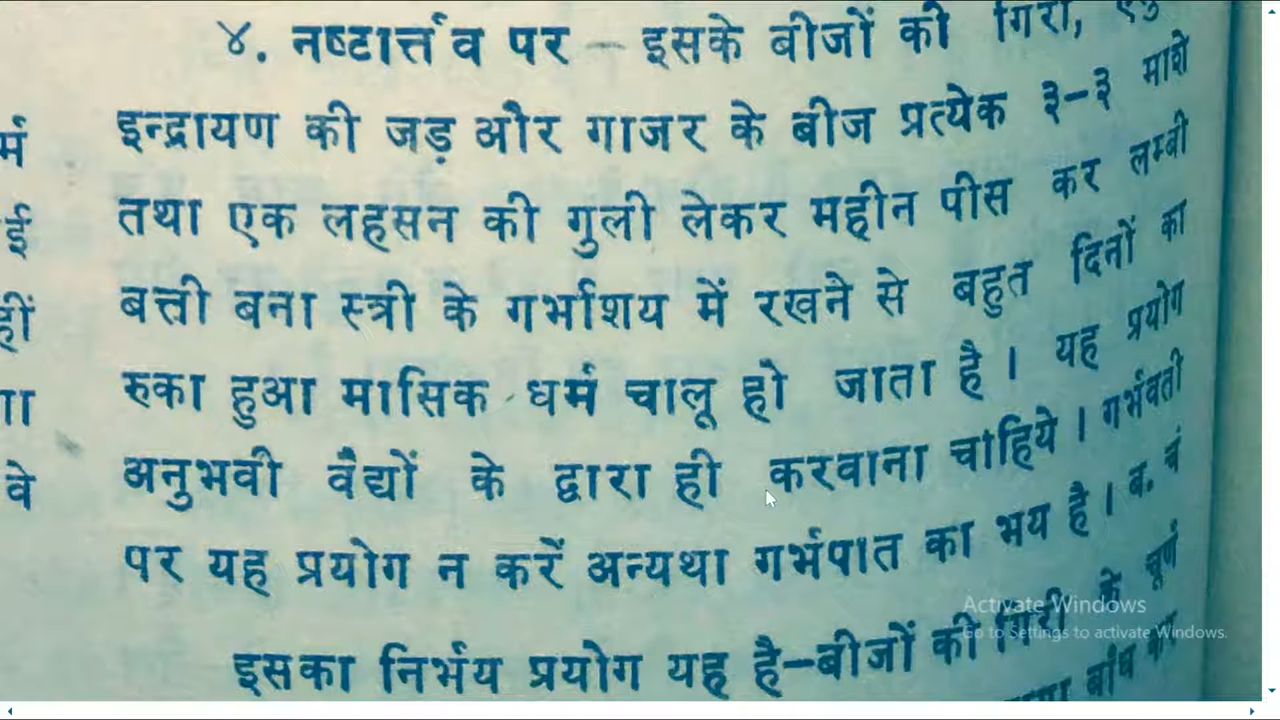 ४. नष्टार्त्तव पर – इसके बीजों की गिरी,
इन्द्रायण की जड़ और गाजर के बीज प्रत्येक ३-३ माशे
तथा एक लहसन की गुली लेकर महीन पीस कर लम्बी
बत्ती बना स्त्री के गर्भाशय में रखने से बहुत दिनों का
रुका हुआ मासिक धर्म चालू हो जाता है । यह प्रयोग
अनुभवी वैद्यों के द्वारा ही करवाना चाहिये । गर्भवती
पर यह प्रयोग न करें अन्यथा गर्भपात का भय है । ब. चं
इसका निर्भय प्रयोग यह है–बीजों की गिरी के चूर्ण
बांध कर
में
ई
हीं
वे
Activate Windows
Go to Settings to activate Windows.